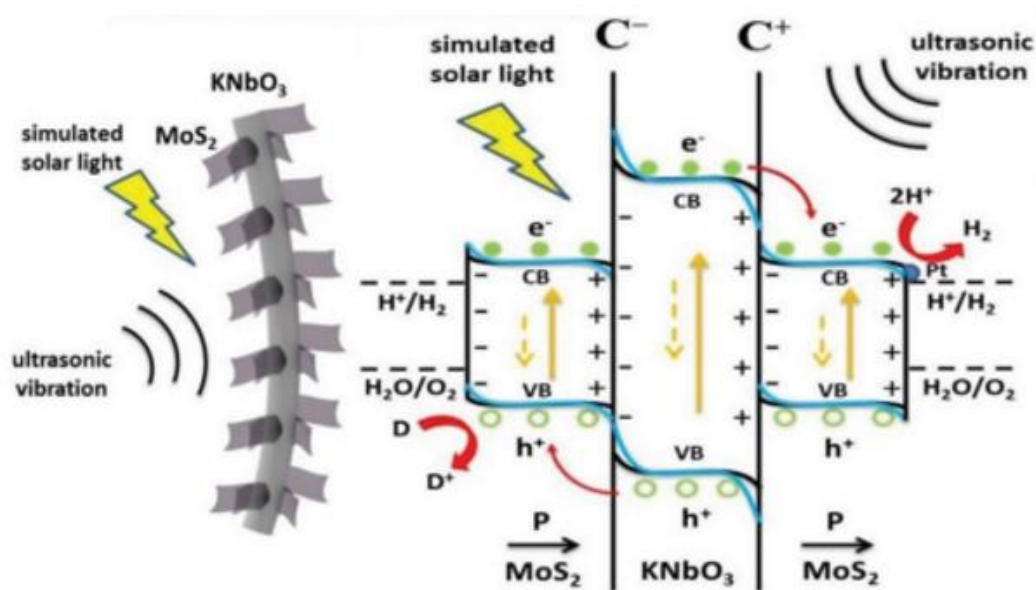 KNbO₃
MoS₂
simulated
solar light
ultrasonic
vibration
simulated
solar light
C⁻
C⁺
ultrasonic
vibration
e⁻
CB
e⁻
CB
e⁻
CB
2H⁺
H₂
Pt
H⁺/H₂
H⁺/H₂
H₂O/O₂
H₂O/O₂
VB
VB
VB
D
D⁺
h⁺
h⁺
h⁺
P
P
MoS₂
KNbO₃
MoS₂
- - - - -
+ + + + +
- - - - -
+ + + + +
- - - - -
+ + + + +